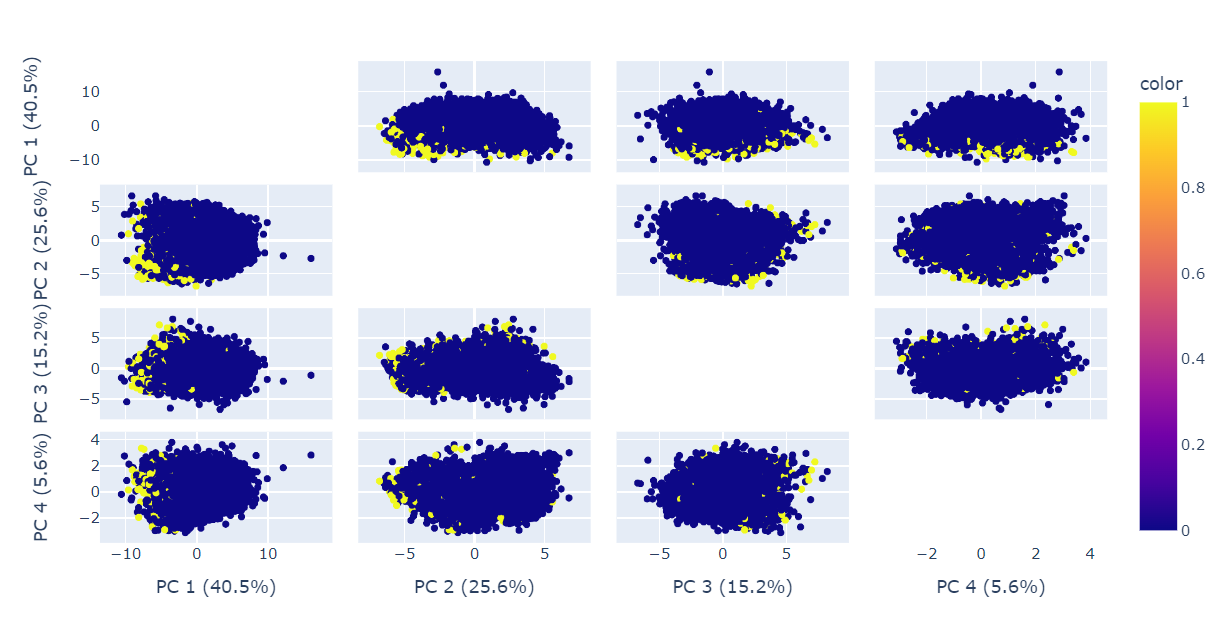 color
PC 1 (40.5%)
10
0
−10
1
PC 2 (25.6%)
5
0
−5
0.8
0.6
PC 3 (15.2%)
5
0
−5
0.4
PC 4 (5.6%)
4
2
0
−2
0.2
0
−10 0 10 −5 0 5 −5 0 5 −2 0 2 4
PC 1 (40.5%) PC 2 (25.6%) PC 3 (15.2%) PC 4 (5.6%)